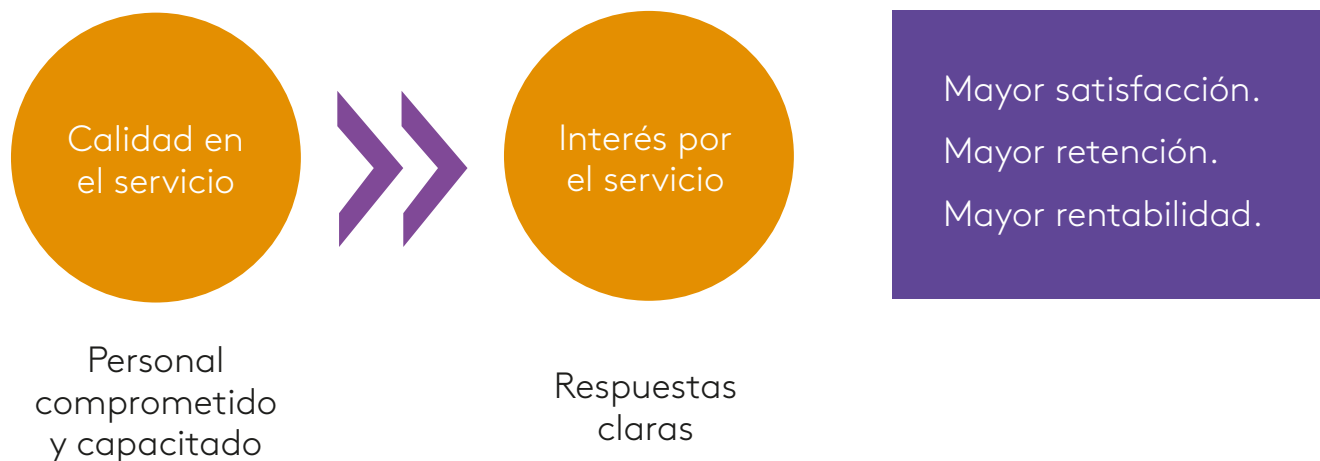 Calidad en
el servicio
Personal
comprometido
y capacitado
Interés por
el servicio
Respuestas
claras
Mayor satisfacción.
Mayor retención.
Mayor rentabilidad.